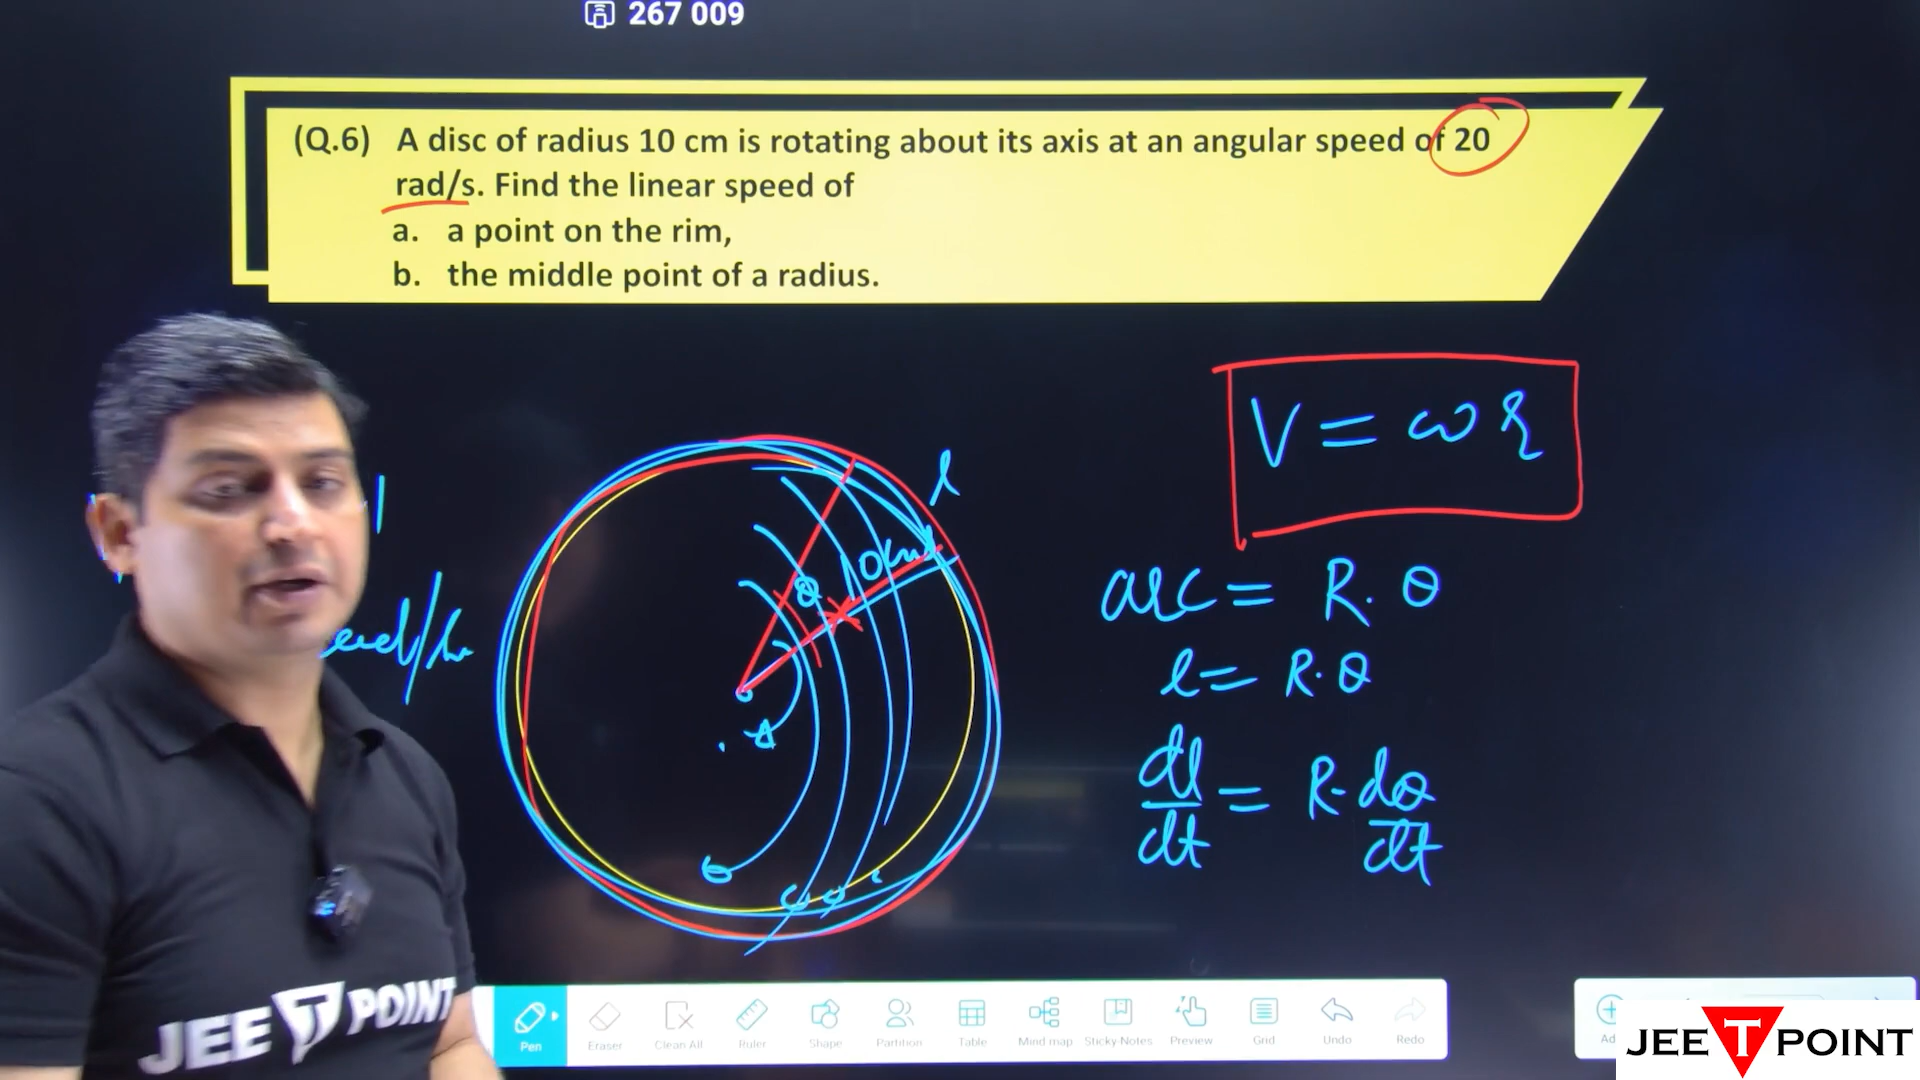 267 009
(Q.6) A disc of radius 10 cm is rotating about its axis at an angular speed of 20
rad/s. Find the linear speed of
a. a point on the rim,
b. the middle point of a radius.
V = ω r
l
10cm
θ
arc = R. θ
l = R. θ
dl/dt = R. dθ/dt
JEE T POINT
Pen
Eraser
Clean All
Ruler
Shape
Partition
Table
Mind map
Sticky Notes
Preview
Grid
Undo
Redo
JEE T POINT